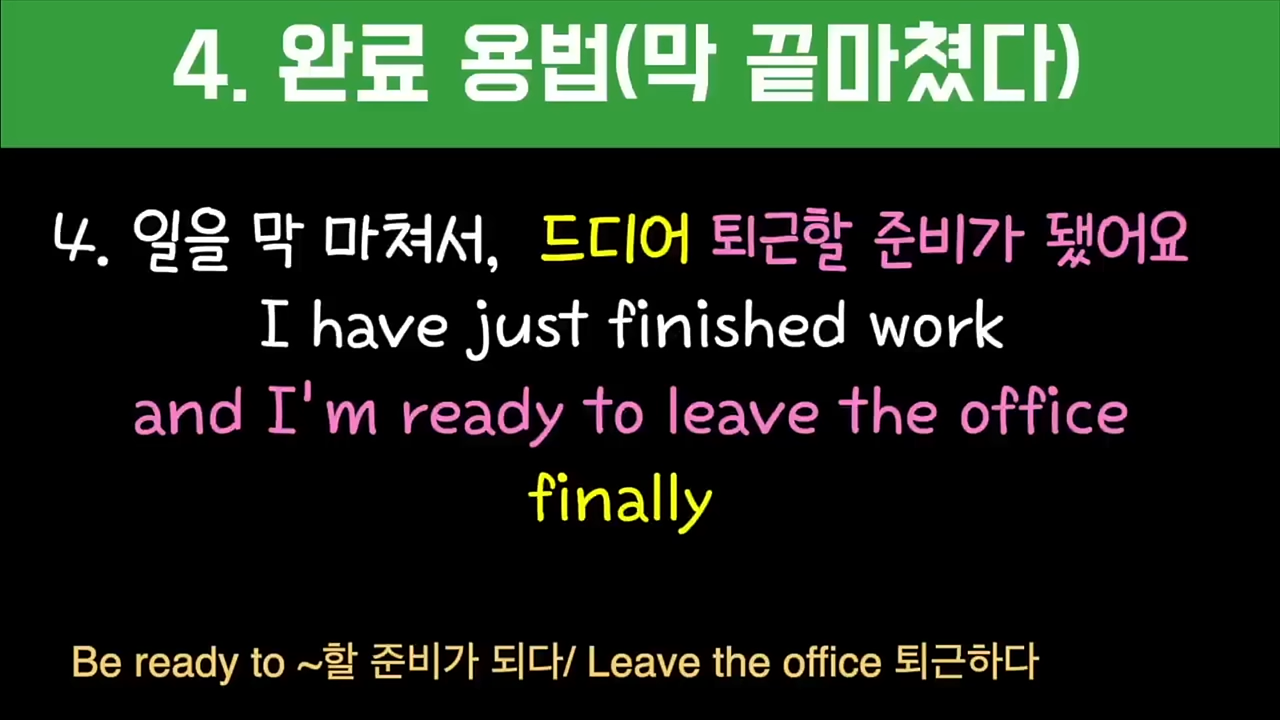 4. 완료 용법(막 끝마쳤다)
4. 일을 막 마쳐서, 드디어 퇴근할 준비가 됐어요
I have just finished work
and I'm ready to leave the office
finally
Be ready to ~할 준비가 되다/ Leave the office 퇴근하다